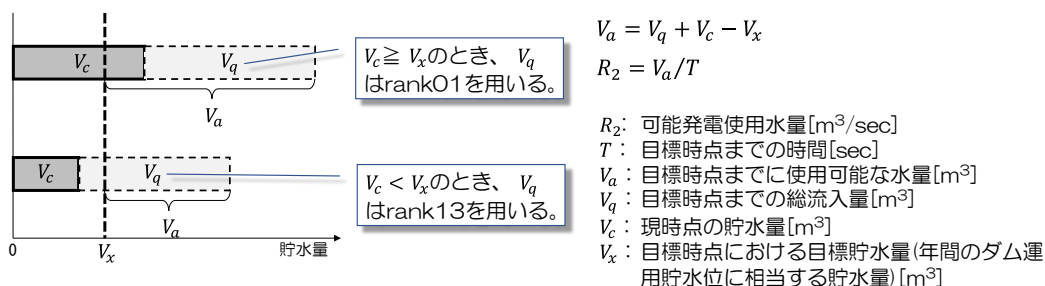 V_c V_q
V_a
V_c ≧ V_xのとき、 V_q
はrank01を用いる。
V_c V_q
V_a
V_c < V_xのとき、 V_q
はrank13を用いる。
0 V_x 貯水量
V_a = V_q + V_c − V_x
R_2 = V_a/T
R_2: 可能発電使用水量[m³/sec]
T: 目標時点までの時間[sec]
V_a: 目標時点までに使用可能な水量[m³]
V_q: 目標時点までの総流入量[m³]
V_c: 現時点の貯水量[m³]
V_x: 目標時点における目標貯水量(年間のダム運
用貯水位に相当する貯水量)[m³]